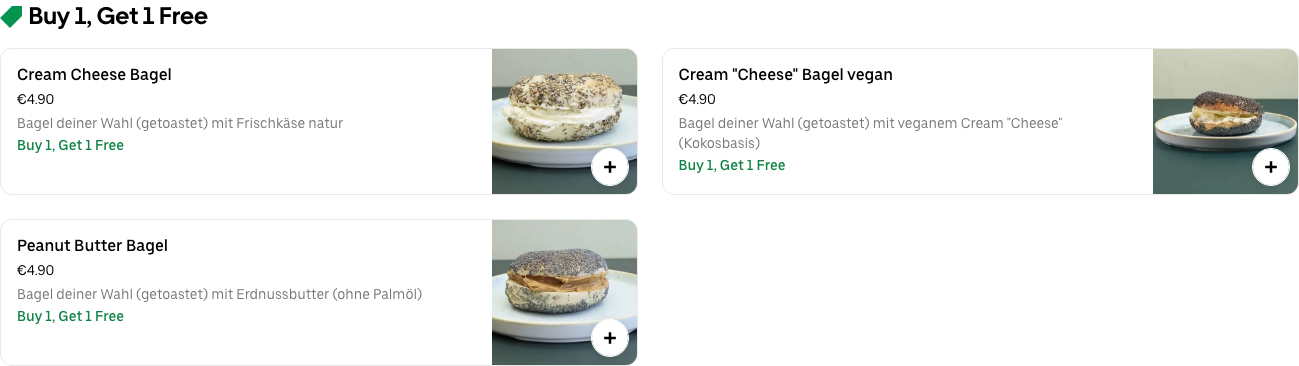 Buy 1, Get 1 Free
Cream Cheese Bagel
€4.90
Bagel deiner Wahl (getoastet) mit Frischkäse natur
Buy 1, Get 1 Free
Cream "Cheese" Bagel vegan
€4.90
Bagel deiner Wahl (getoastet) mit veganem Cream "Cheese"
(Kokosbasis)
Buy 1, Get 1 Free
Peanut Butter Bagel
€4.90
Bagel deiner Wahl (getoastet) mit Erdnussbutter (ohne Palmöl)
Buy 1, Get 1 Free